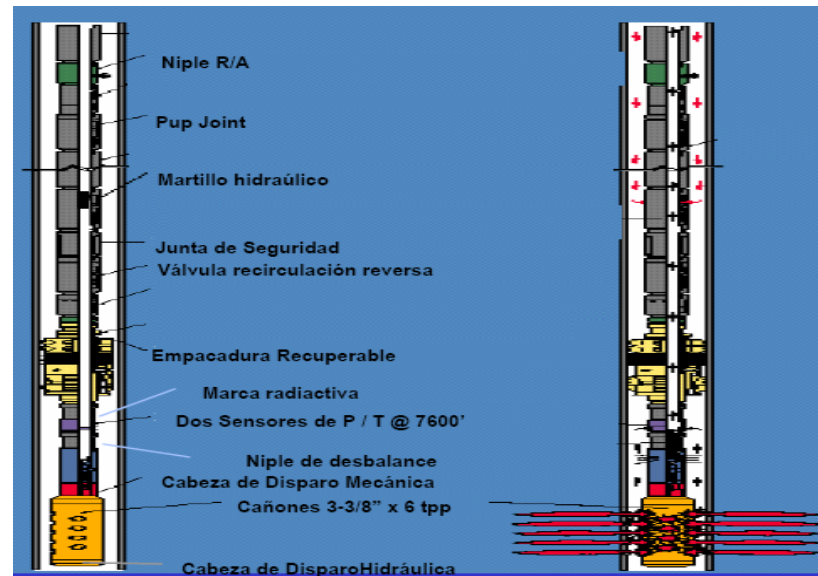 Niple R/A
Pup Joint
Martillo hidraúlico
Junta de Seguridad
Válvula recirculación reversa
Empacadura Recuperable
Marca radiactiva
Dos Sensores de P / T @ 7600’
Niple de desbalance
Cabeza de Disparo Mecánica
Cañones 3-3/8” x 6 tpp
Cabeza de DisparoHidráulica